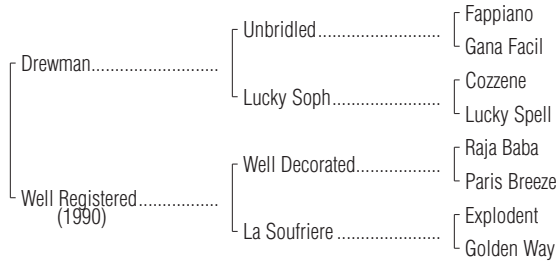 Fappiano
Unbridled
Gana Facil
Drewman
Cozzene
Lucky Soph
Lucky Spell
Raja Baba
Well Decorated
Paris Breeze
Well Registered
(1990)
Explodent
La Soufriere
Golden Way